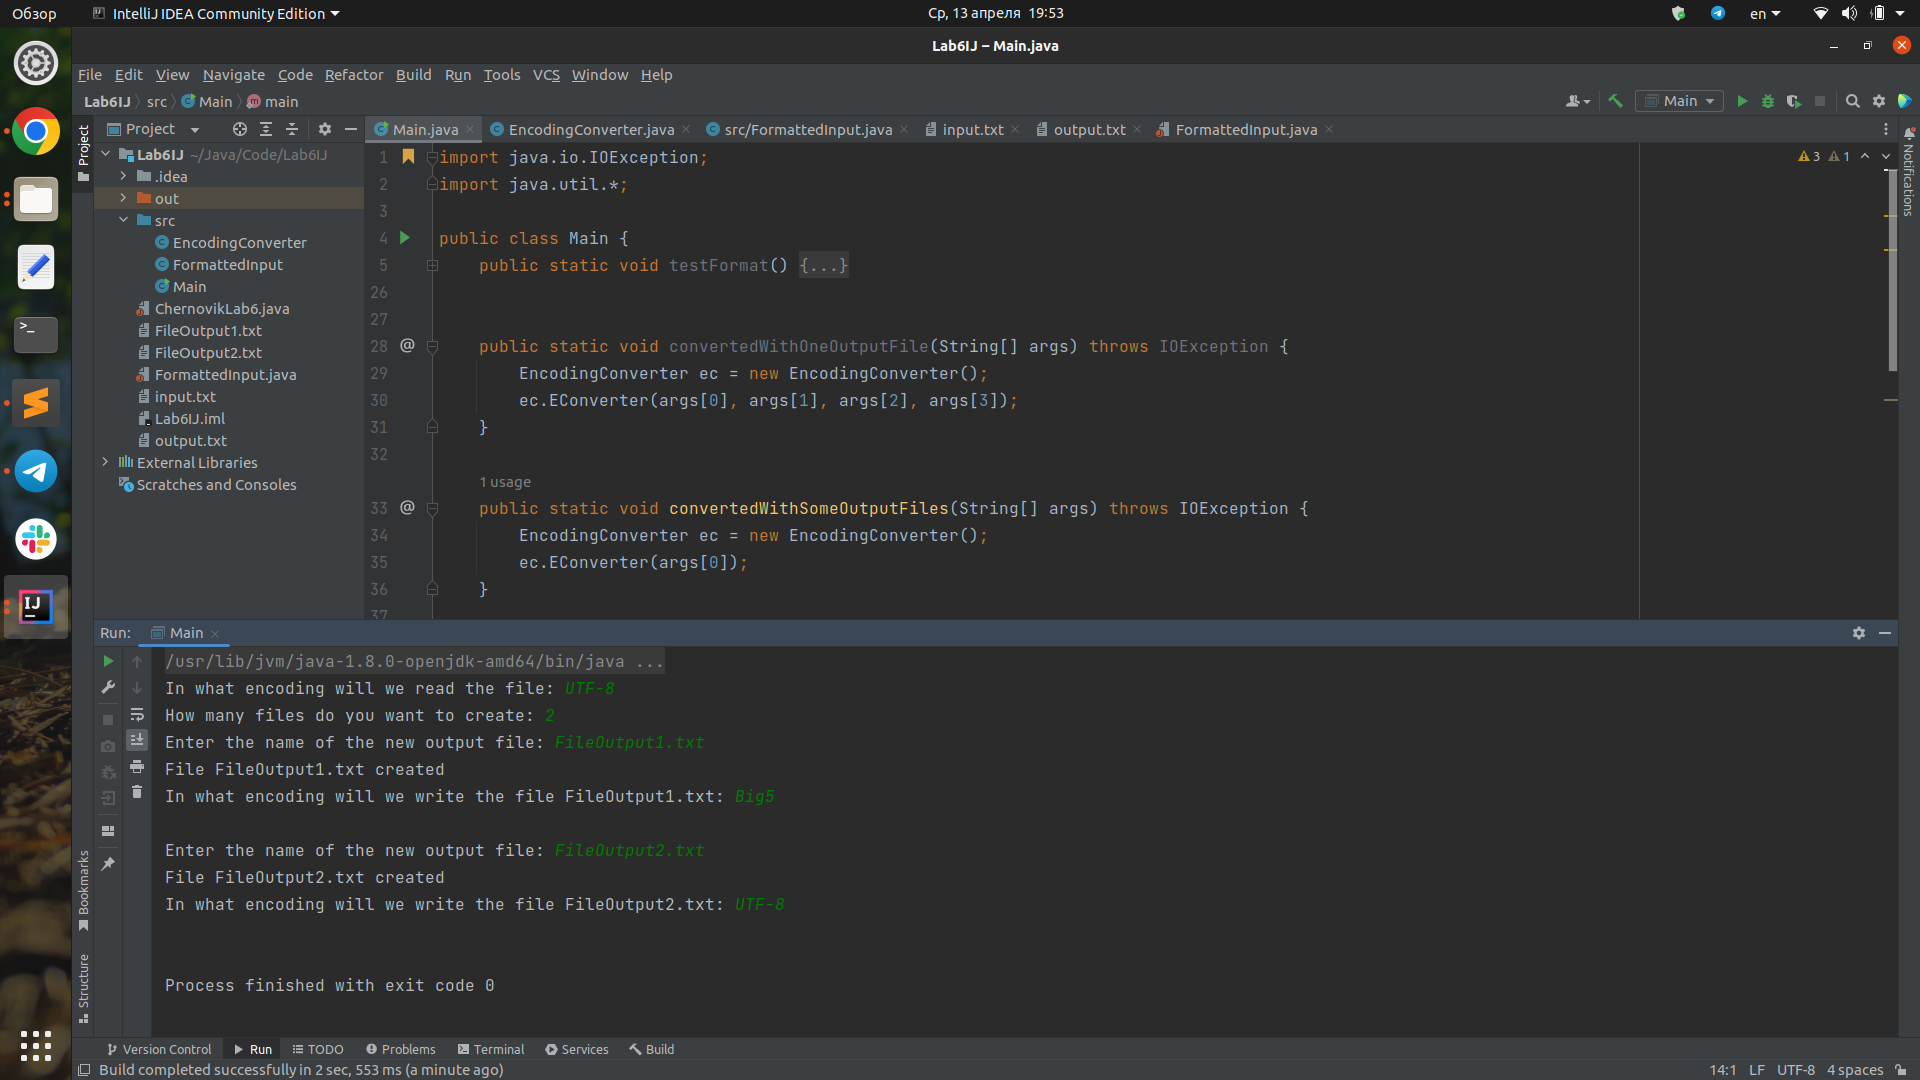 Обзор IntelliJ IDEA Community Edition Ср, 13 апреля 19:53 en
Lab6IJ – Main.java
File Edit View Navigate Code Refactor Build Run Tools VCS Window Help
Lab6IJ src Main main Main
Project Main.java EncodingConverter.java src/FormattedInput.java input.txt output.txt FormattedInput.java
Project
Notifications
Lab6IJ ~/Java/Code/Lab6IJ
.idea
out
src
EncodingConverter
FormattedInput
Main
ChernovikLab6.java
FileOutput1.txt
FileOutput2.txt
FormattedInput.java
input.txt
Lab6IJ.iml
output.txt
External Libraries
Scratches and Consoles
3 1
1 import java.io.IOException;
2 import java.util.*;
3
4 public class Main {
5 public static void testFormat() {...}
26
27
28 @ public static void convertedWithOneOutputFile(String[] args) throws IOException {
29 EncodingConverter ec = new EncodingConverter();
30 ec.EConverter(args[0], args[1], args[2], args[3]);
31 }
32
1 usage
33 @ public static void convertedWithSomeOutputFiles(String[] args) throws IOException {
34 EncodingConverter ec = new EncodingConverter();
35 ec.EConverter(args[0]);
36 }
37
Run: Main
/usr/lib/jvm/java-1.8.0-openjdk-amd64/bin/java ...
In what encoding will we read the file: UTF-8
How many files do you want to create: 2
Enter the name of the new output file: FileOutput1.txt
File FileOutput1.txt created
In what encoding will we write the file FileOutput1.txt: Big5
Enter the name of the new output file: FileOutput2.txt
File FileOutput2.txt created
In what encoding will we write the file FileOutput2.txt: UTF-8
Process finished with exit code 0
Bookmarks
Structure
Version Control Run TODO Problems Terminal Services Build
Build completed successfully in 2 sec, 553 ms (a minute ago) 14:1 LF UTF-8 4 spaces